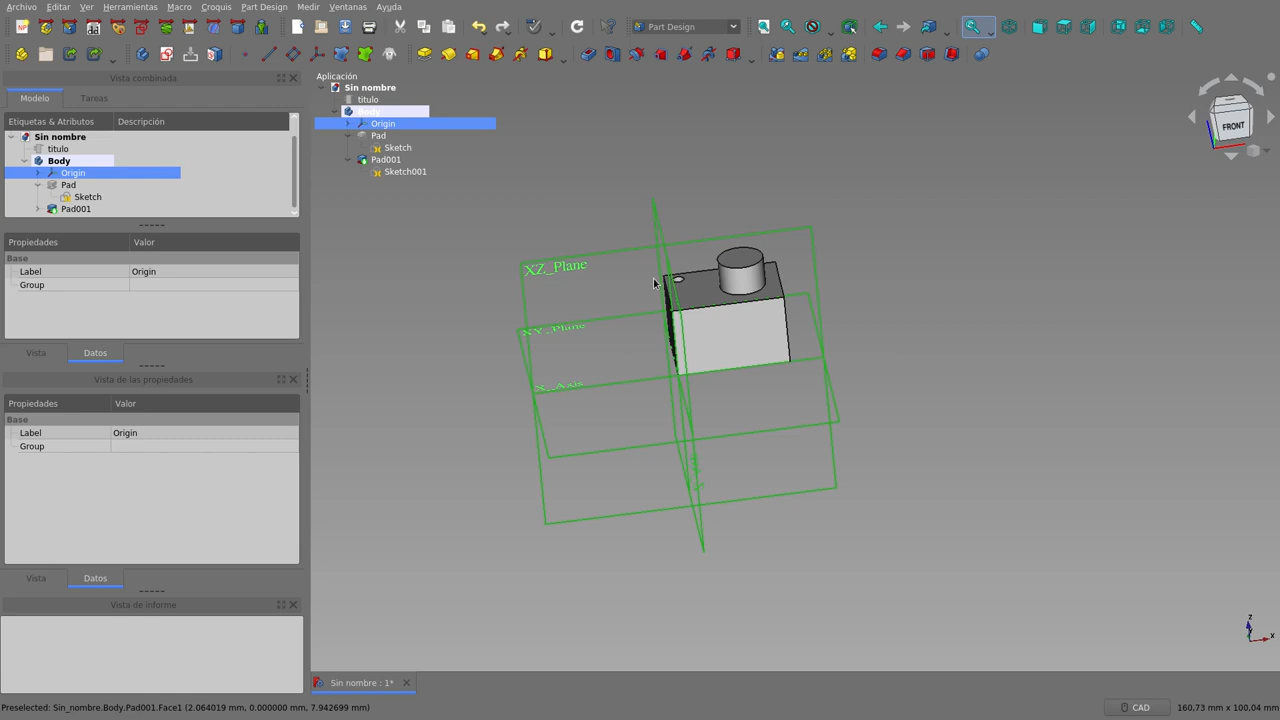 Archivo Editar Ver Herramientas Macro Croquis Part Design Medir Ventanas Ayuda
Part Design
Vista combinada
Modelo Tareas
Etiquetas & Atributos Descripción
Sin nombre
titulo
Body
Origin
Pad
Sketch
Pad001
Propiedades Valor
Base
Label Origin
Group
Vista Datos
Vista de las propiedades
Propiedades Valor
Base
Label Origin
Group
Vista Datos
Vista de informe
Aplicación
Sin nombre
titulo
Body
Origin
Pad
Sketch
Pad001
Sketch001
XZ_Plane
XY_Plane
X_Axis
FRONT
z
x
Sin nombre : 1*
Preselected: Sin_nombre.Body.Pad001.Face1 (2.064019 mm, 0.000000 mm, 7.942699 mm)
CAD
160,73 mm x 100,04 mm